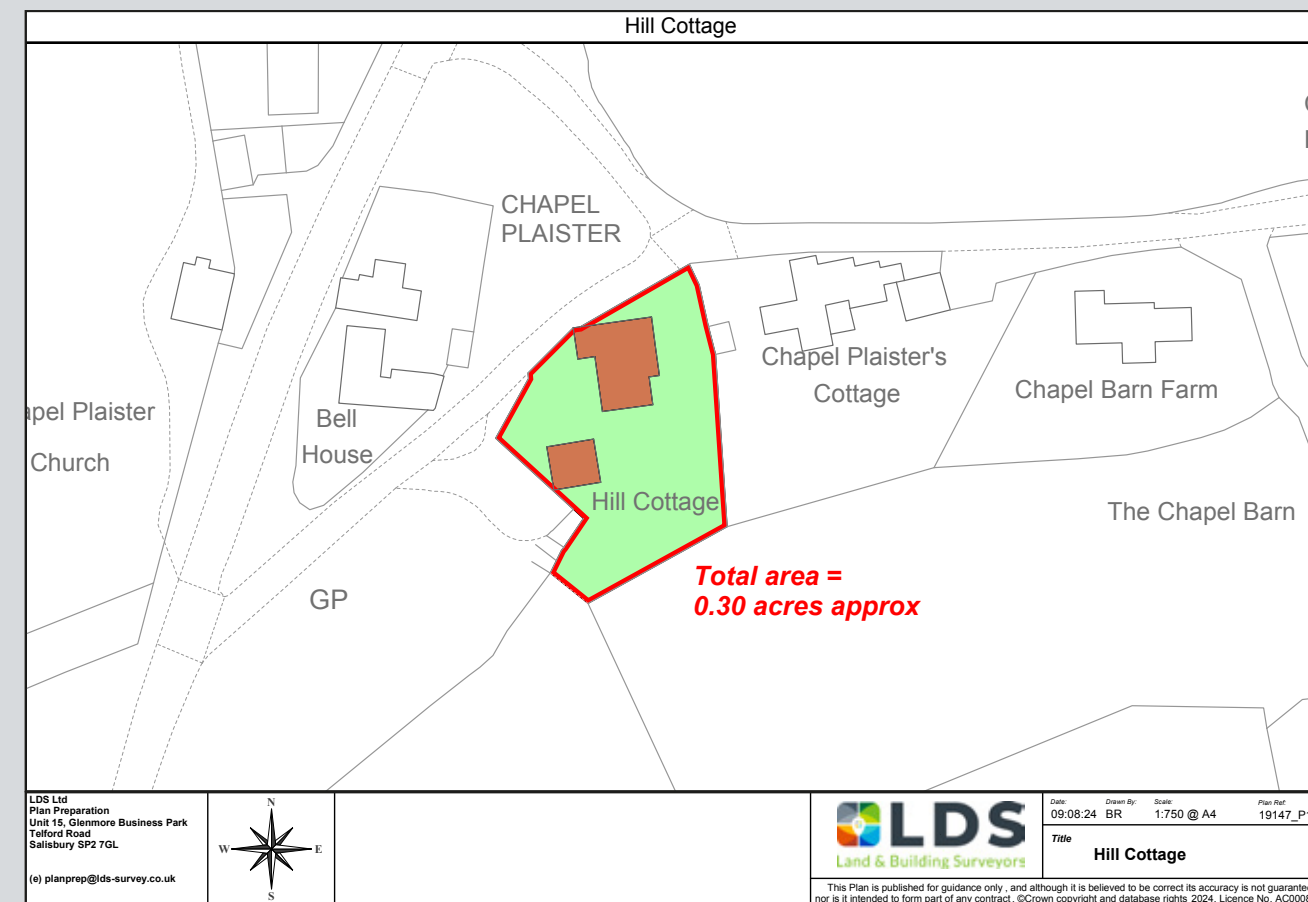 Hill Cottage
CHAPEL
PLAISTER
Chapel Plaister's
Cottage
Chapel Barn Farm
apel Plaister
Church
Bell
House
Hill Cottage
The Chapel Barn
GP
Total area =
0.30 acres approx
LDS Ltd
Plan Preparation
Unit 15, Glenmore Business Park
Telford Road
Salisbury SP2 7GL
(e) planprep@lds-survey.co.uk
N
W
E
S
LDS
Land & Building Surveyors
Date: Drawn By: Scale: Plan Ref:
09:08:24 BR 1:750 @ A4 19147_P1
Title
Hill Cottage
This Plan is published for guidance only , and although it is believed to be correct its accuracy is not guarantee
nor is it intended to form part of any contract . ©Crown copyright and database rights 2024. Licence No. AC0008